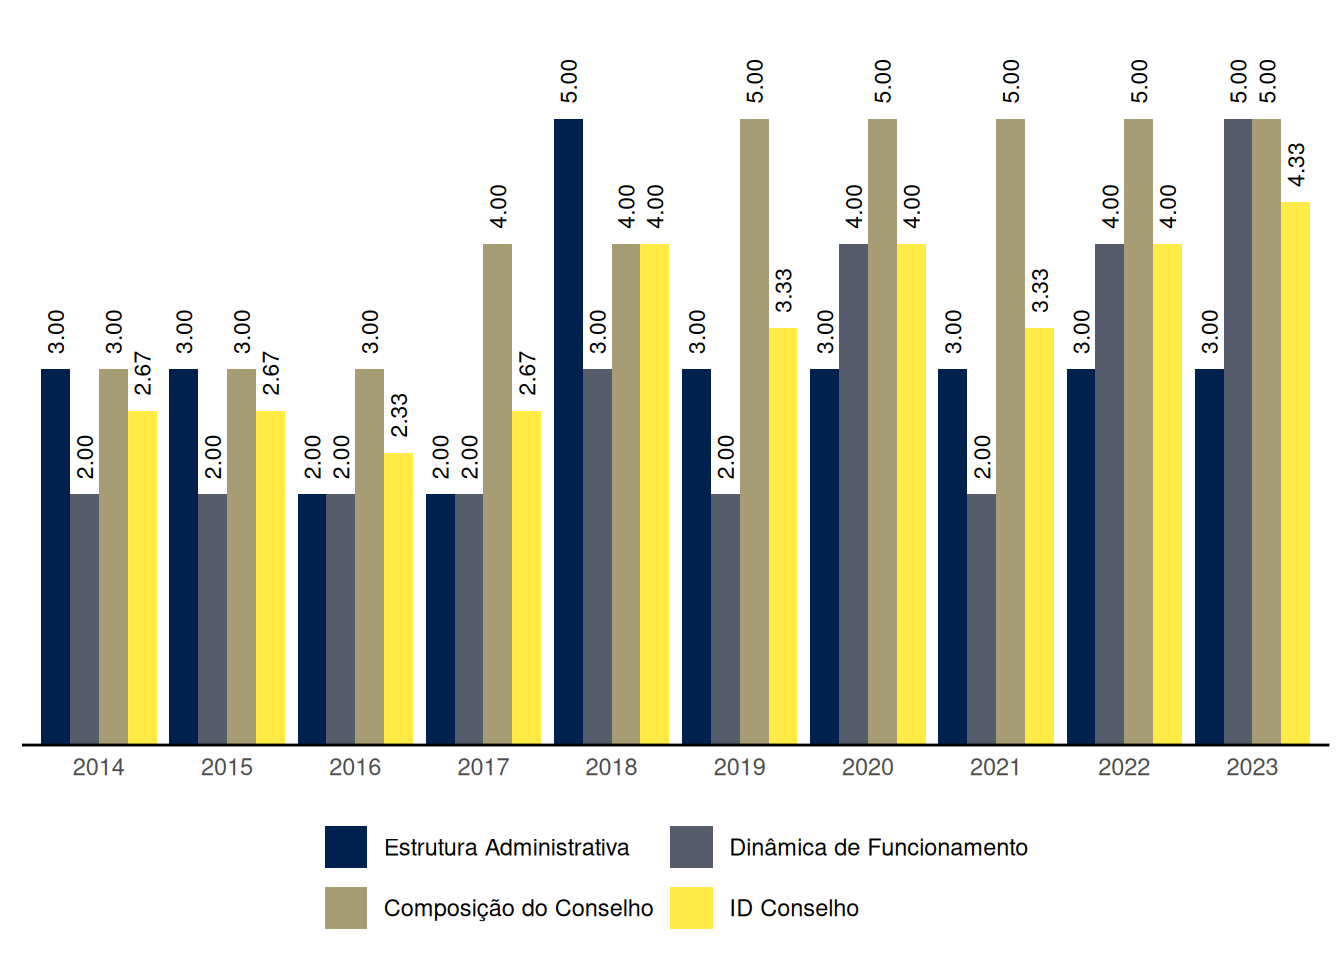 3.00 2.00 3.00 2.67 3.00 2.00 3.00 2.67 2.00 2.00 3.00 2.33 2.00 2.00 4.00 2.67 5.00 3.00 4.00 4.00 3.00 2.00 5.00 3.33 3.00 4.00 5.00 4.00 3.00 2.00 5.00 3.33 3.00 4.00 5.00 4.00 3.00 5.00 5.00 4.33
2014 2015 2016 2017 2018 2019 2020 2021 2022 2023
Estrutura Administrativa Dinâmica de Funcionamento
Composição do Conselho ID Conselho